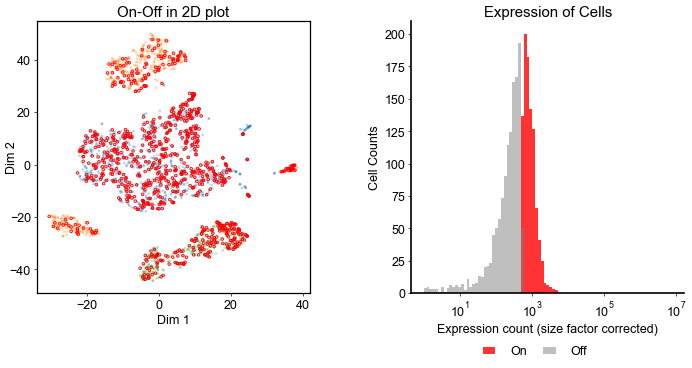 On-Off in 2D plot
Dim 2
40
20
0
−20
−40
−20 0 20 40
Dim 1
Expression of Cells
Cell Counts
200
175
150
125
100
75
50
25
0
10^1 10^3 10^5 10^7
Expression count (size factor corrected)
On Off